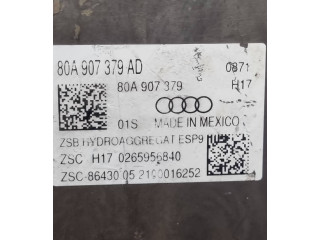 80A 907 379 AD
0871
80A 907 379
H17
01S MADE IN MEXICO
ZSB HYDROAGGREGAT ESP9
ZSC H17 0265956840
ZSC-86430 05 2190016252